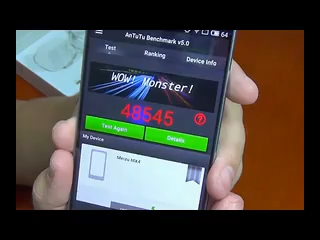 64
AnTuTu Benchmark v5.0
Test Ranking Device Info
WOW! Monster!
48545
Test Again Details
My Device
Meizu MX4